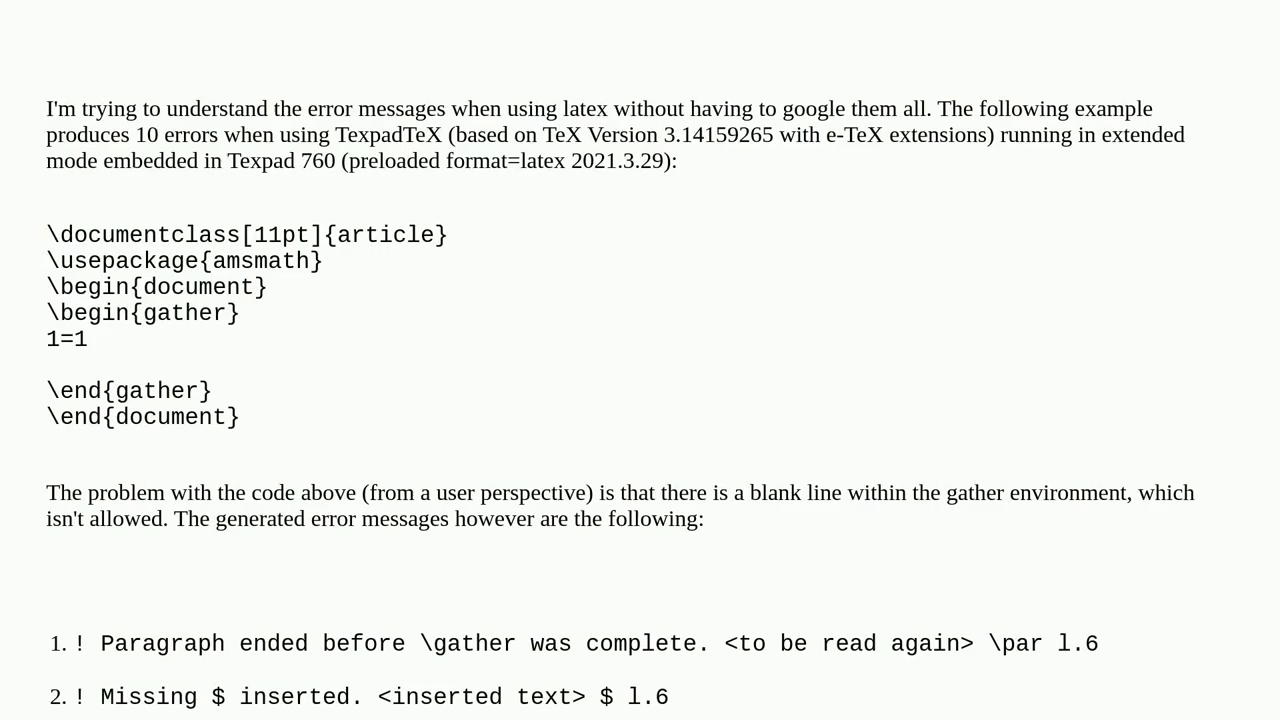 I'm trying to understand the error messages when using latex without having to google them all. The following example
produces 10 errors when using TexpadTeX (based on TeX Version 3.14159265 with e-TeX extensions) running in extended
mode embedded in Texpad 760 (preloaded format=latex 2021.3.29):
\documentclass[11pt]{article}
\usepackage{amsmath}
\begin{document}
\begin{gather}
1=1
\end{gather}
\end{document}
The problem with the code above (from a user perspective) is that there is a blank line within the gather environment, which
isn't allowed. The generated error messages however are the following:
1. ! Paragraph ended before \gather was complete. <to be read again> \par l.6
2. ! Missing $ inserted. <inserted text> $ l.6